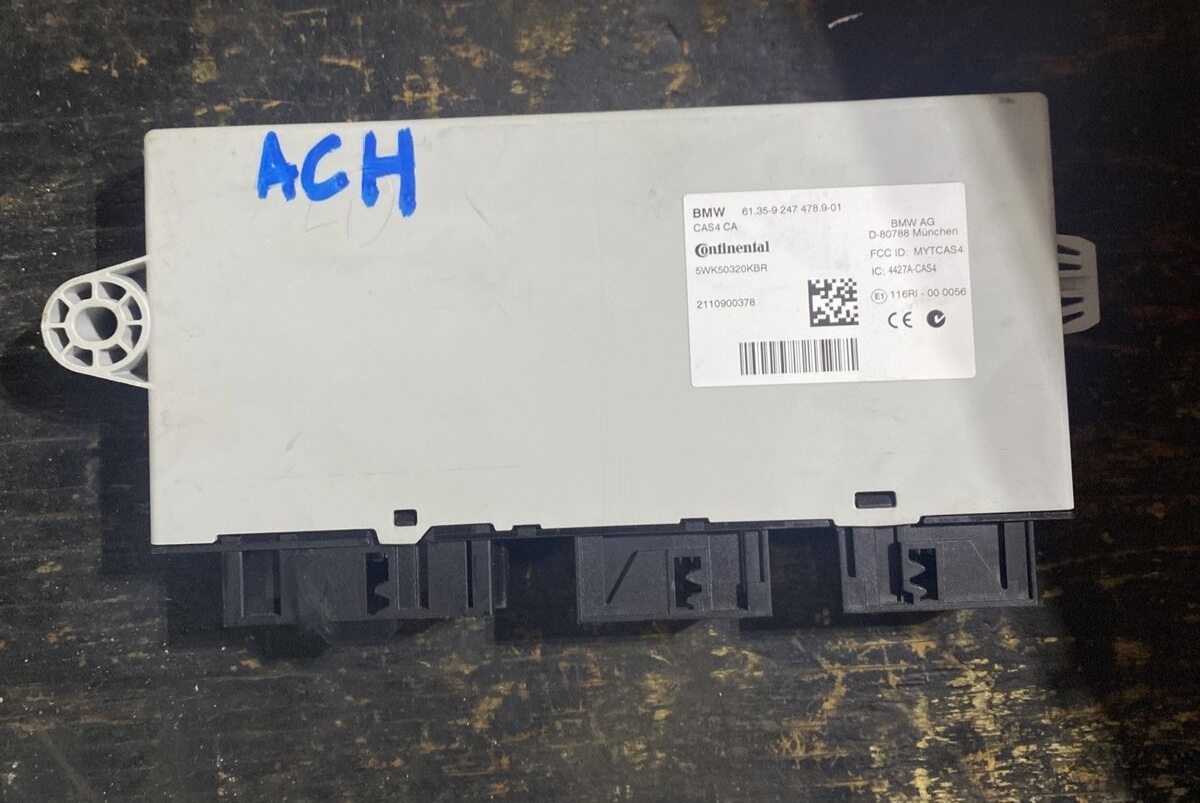 ACH
BMW 61.35-9 247 478.9-01
CAS4 CA
Continental
5WK50320KBR
2110900378
BMW AG
D-80788 München
FCC ID: MYTCAS4
IC: 4427A-CAS4
E1 116RI - 00 0056
CE